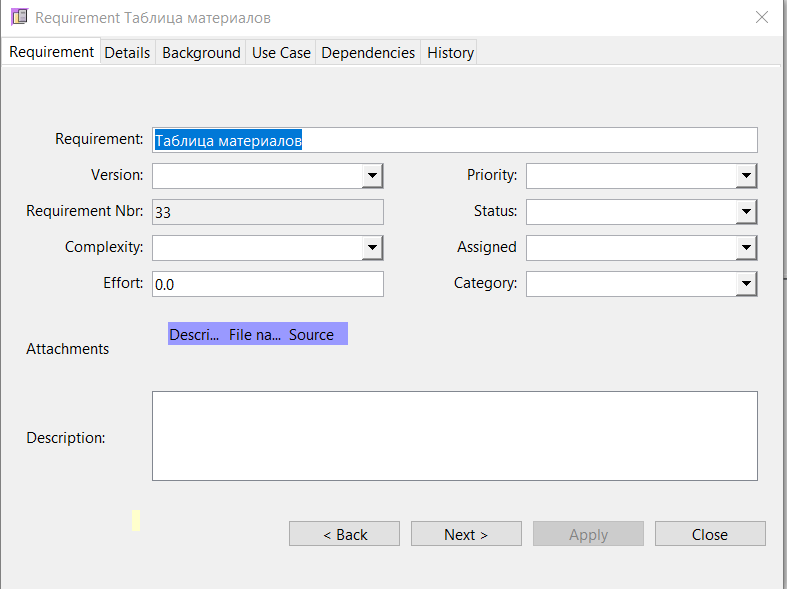 Requirement Таблица материалов
Requirement Details Background Use Case Dependencies History
Requirement: Таблица материалов
Version: Priority:
Requirement Nbr: 33 Status:
Complexity: Assigned
Effort: 0.0 Category:
Descri... File na... Source
Attachments
Description:
< Back Next > Apply Close